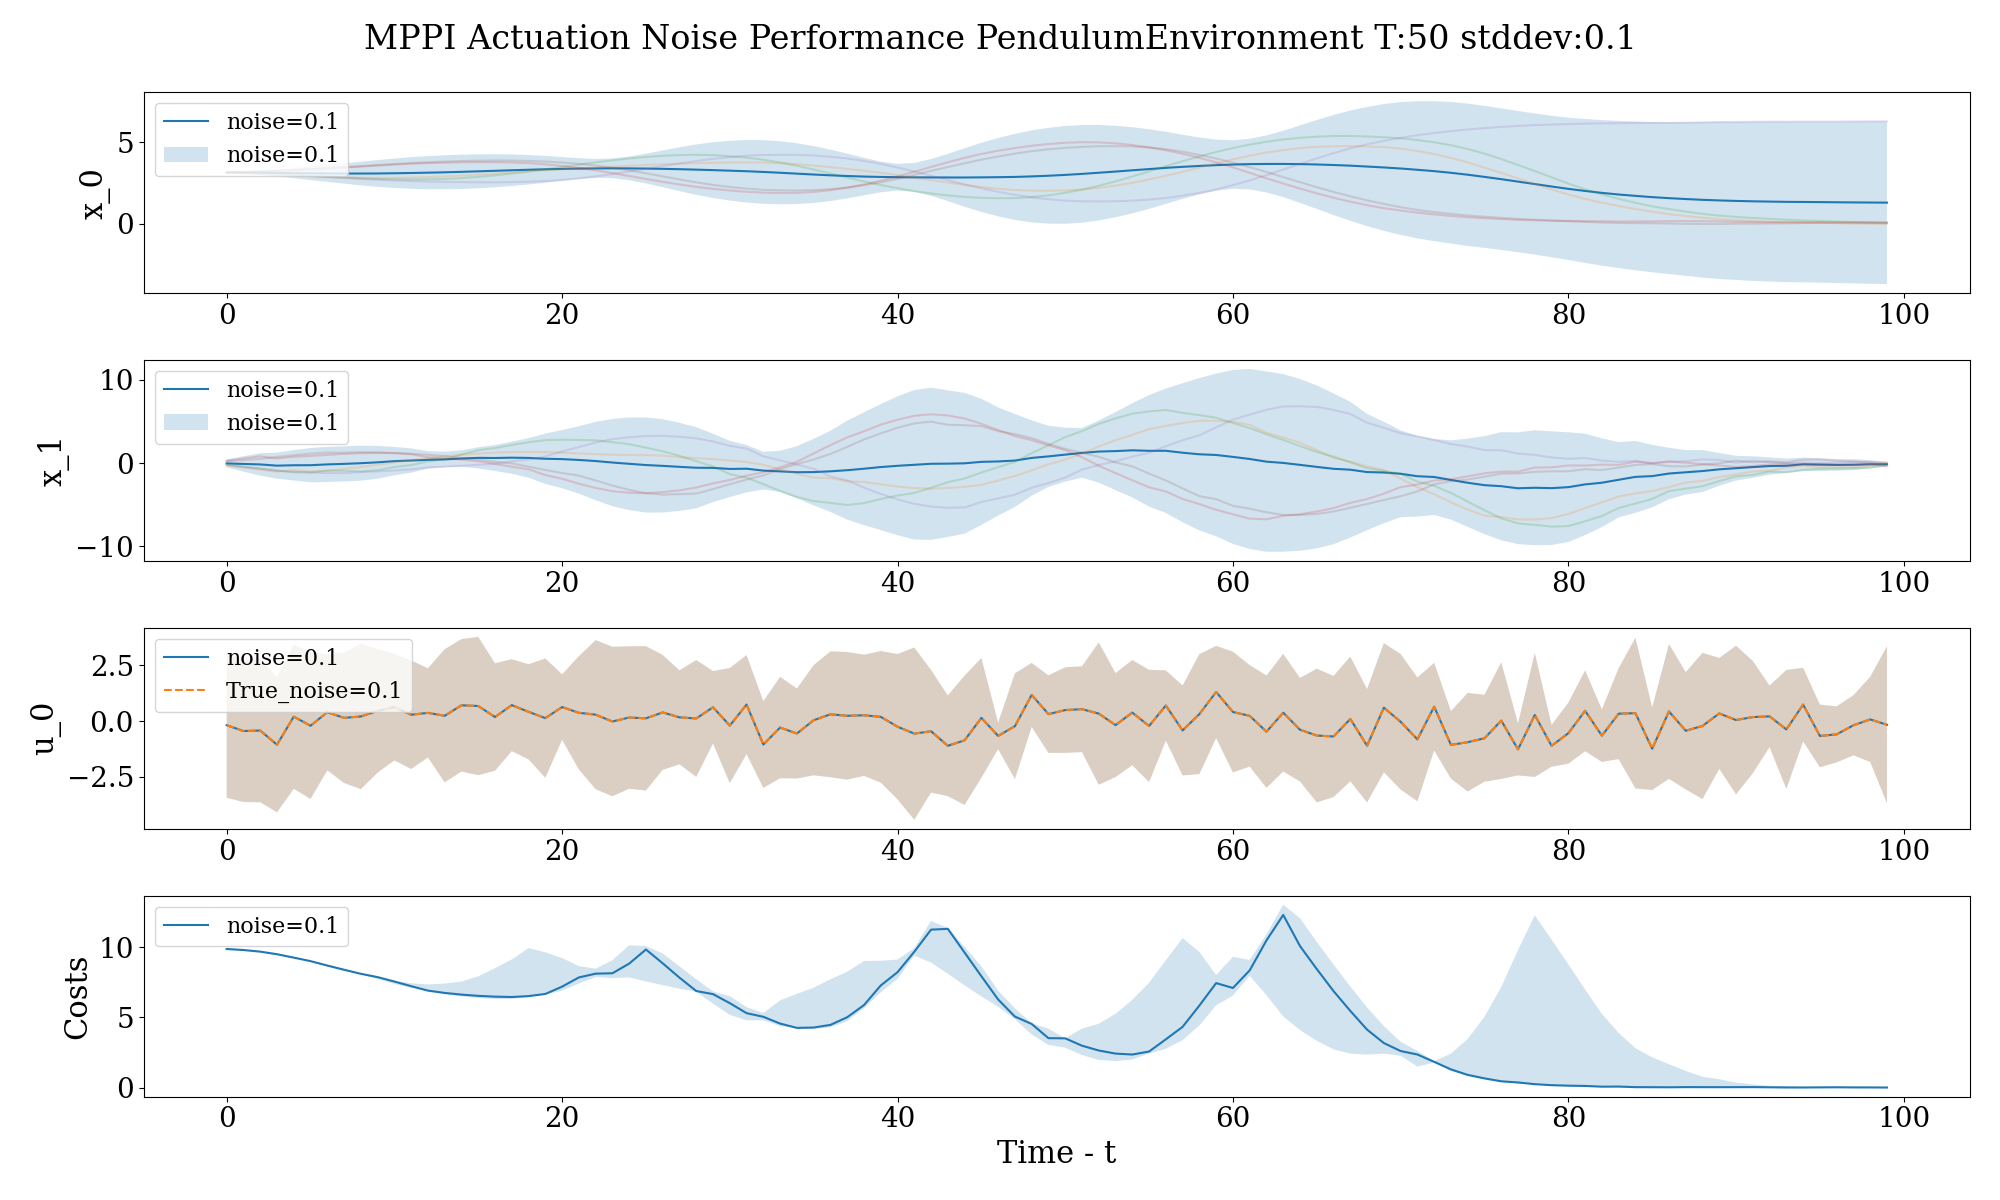 MPPI Actuation Noise Performance PendulumEnvironment T:50 stddev:0.1
x_0
5
0
noise=0.1
noise=0.1
0 20 40 60 80 100
x_1
10
0
−10
noise=0.1
noise=0.1
0 20 40 60 80 100
u_0
2.5
0.0
−2.5
noise=0.1
True_noise=0.1
0 20 40 60 80 100
Costs
10
5
0
noise=0.1
0 20 40 60 80 100
Time - t